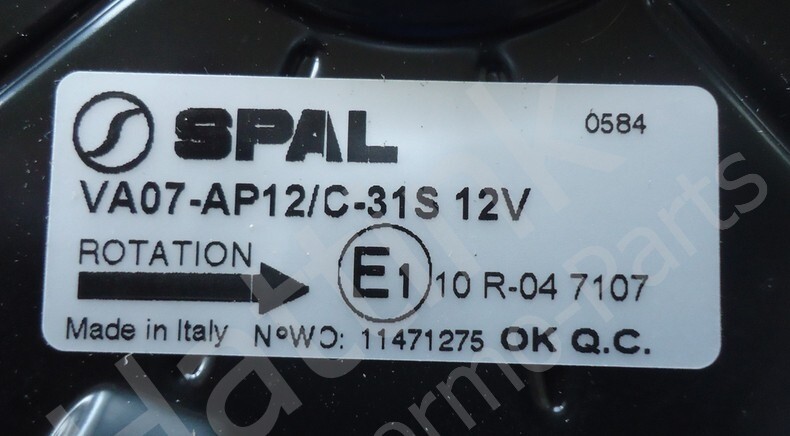 SPAL 0584
VA07-AP12/C-31S 12V
ROTATION
E1 10 R-04 7107
Made in Italy N°WO: 11471275 OK Q.C.